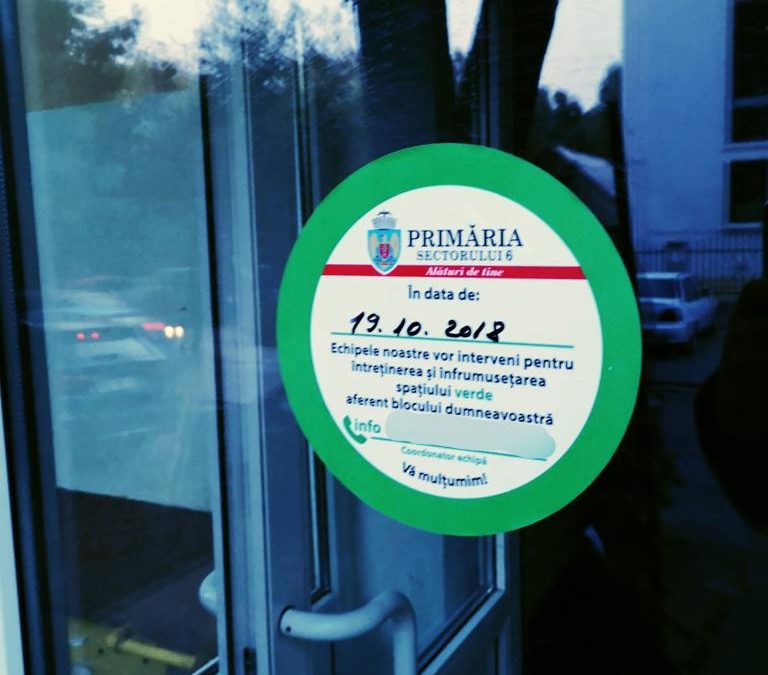 PRIMĂRIA
SECTORULUI 6
Alături de tine
În data de:
19. 10. 2018
Echipele noastre vor interveni pentru
întreținerea și înfrumusețarea
spațiului verde
aferent blocului dumneavoastră
info
Coordonator echipă
Vă mulțumim!